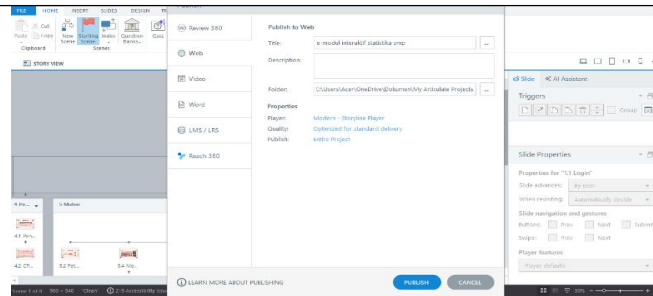 FILE HOME INSERT SLIDES DESIGN
Cut
Paste Copy
Clipboard
New Scene
Starting Scene
Index
Question Banks
Scenes
STORY VIEW
Review 360
Web
Video
Word
LMS / LRS
Reach 360
Publish to Web
Title: e-modul interaktif statistika smp
Description:
Folder: C:\Users\Acer\OneDrive\Dokumen\My Articulate Projects
Properties
Player: Modern - Storyline Player
Quality: Optimized for standard delivery
Publish: Entire Project
LEARN MORE ABOUT PUBLISHING
PUBLISH CANCEL
Slide AI Assistant
Triggers
Group
Slide Properties
Properties for "1.1 Login"
Slide advances: By user
When revisiting: Automatically decide
Slide navigation and gestures
Buttons: Prev Next Submit
Swipe: Prev Next
Player features
Player defaults